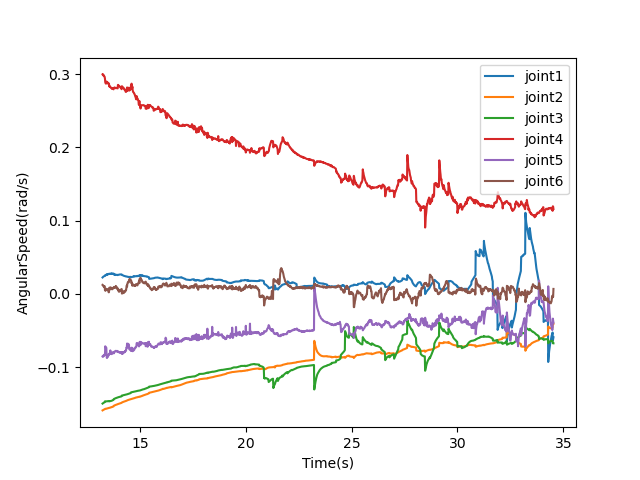 0.3
0.2
0.1
0.0
−0.1
AngularSpeed(rad/s)
15
20
25
30
35
Time(s)
joint1
joint2
joint3
joint4
joint5
joint6